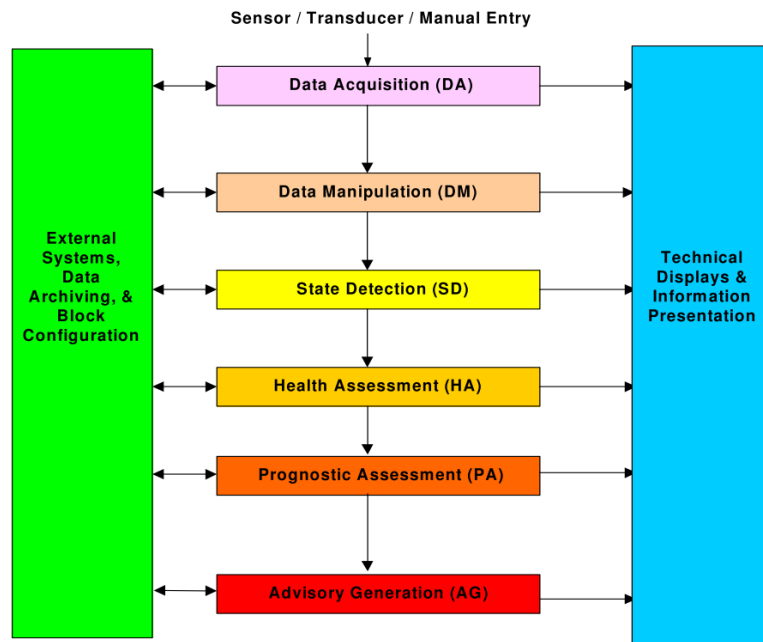 Sensor / Transducer / Manual Entry
Data Acquisition (DA)
Data Manipulation (DM)
External
Systems,
Data
Archiving, &
Block
Configuration
State Detection (SD)
Health Assessment (HA)
Prognostic Assessment (PA)
Advisory Generation (AG)
Technical
Displays &
Information
Presentation